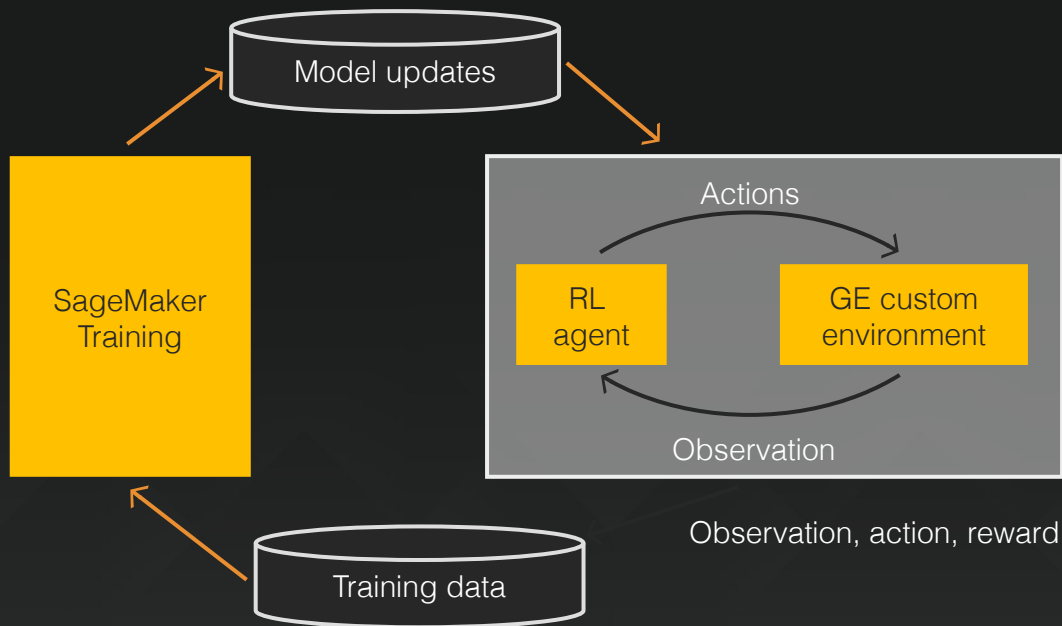 Model updates
Actions
SageMaker
Training
RL
agent
GE custom
environment
Observation
Observation, action, reward
Training data